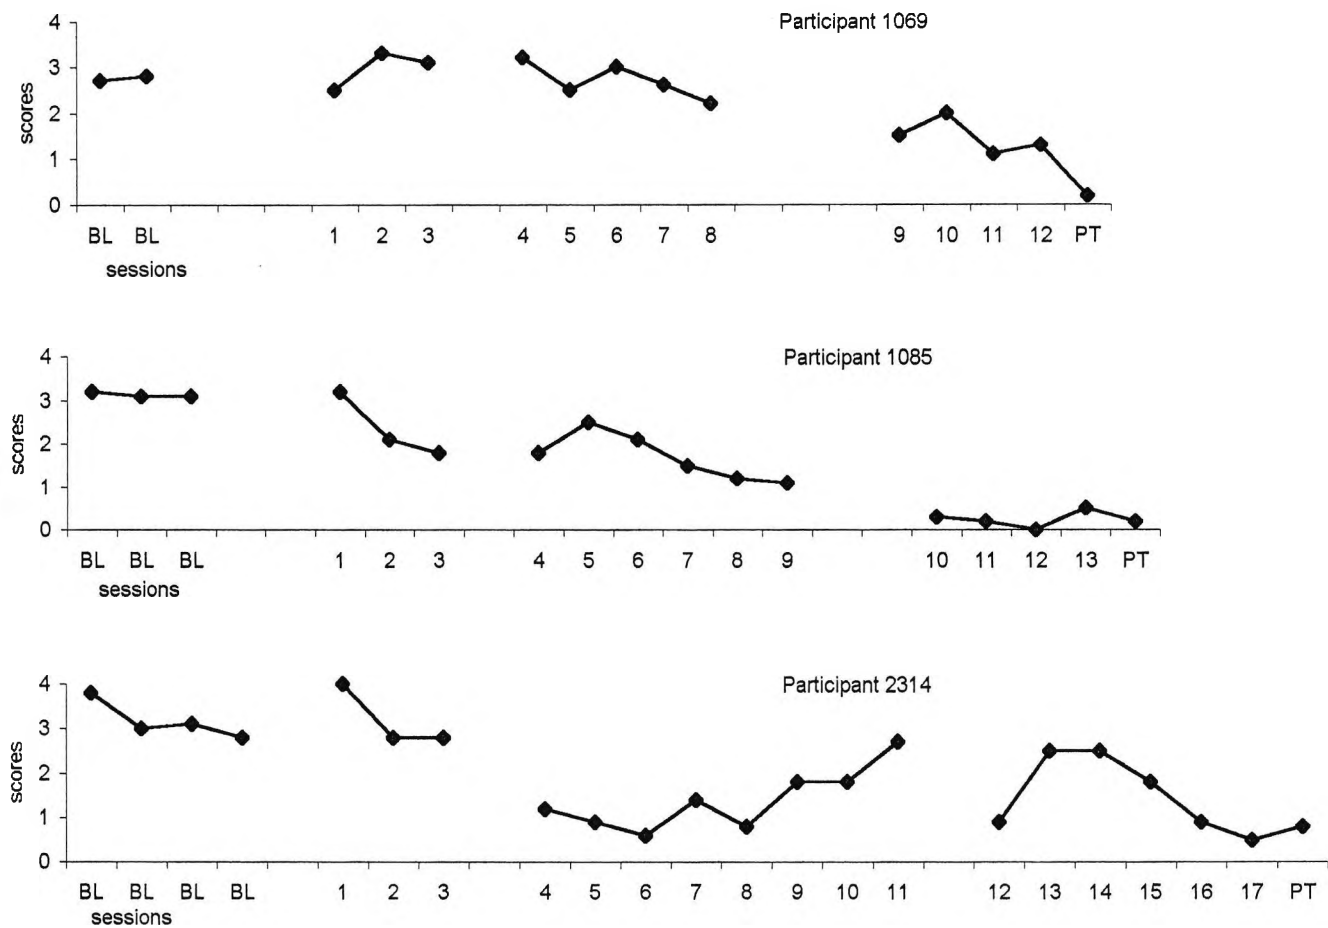 Participant 1069
4
3
2
1
0
scores
BL BL 1 2 3 4 5 6 7 8 9 10 11 12 PT
sessions
Participant 1085
4
3
2
1
0
scores
BL BL BL 1 2 3 4 5 6 7 8 9 10 11 12 13 PT
sessions
Participant 2314
4
3
2
1
0
scores
BL BL BL BL 1 2 3 4 5 6 7 8 9 10 11 12 13 14 15 16 17 PT
sessions